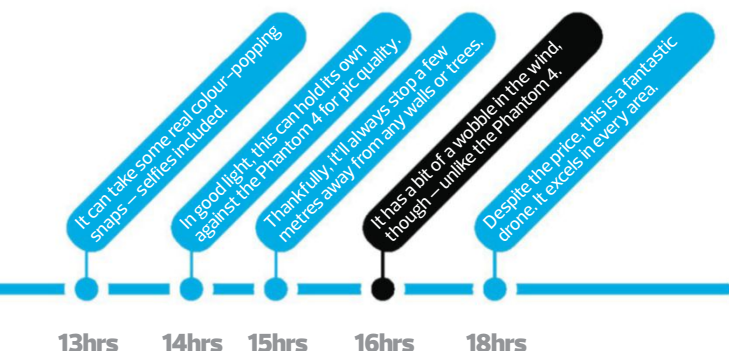 It can take some real colour-popping
snaps – selfies included.
In good light, this can hold its own
against the Phantom 4 for pic quality.
Thankfully, it'll always stop a few
metres away from any walls or trees.
It has a bit of a wobble in the wind,
though – unlike the Phantom 4.
Despite the price, this is a fantastic
drone. It excels in every area.
13hrs
14hrs
15hrs
16hrs
18hrs